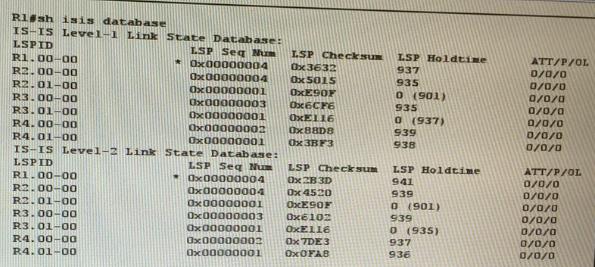 R1#sh isis database
IS-IS Level-1 Link State Database:
LSPID LSP Seq Num LSP Checksum LSP Holdtime ATT/P/OL
R1.00-00 * 0x00000004 0x3632 937 0/0/0
R2.00-00 0x00000004 0x5015 935 0/0/0
R2.01-00 0x00000001 0xE90F 0 (901) 0/0/0
R3.00-00 0x00000003 0x6CF6 935 0/0/0
R3.01-00 0x00000001 0xE116 0 (937) 0/0/0
R4.00-00 0x00000002 0x88D8 939 0/0/0
R4.01-00 0x00000001 0x3BF3 938 0/0/0
IS-IS Level-2 Link State Database:
LSPID LSP Seq Num LSP Checksum LSP Holdtime ATT/P/OL
R1.00-00 * 0x00000004 0x2B3D 941 0/0/0
R2.00-00 0x00000004 0x4520 939 0/0/0
R2.01-00 0x00000001 0xE90F 0 (901) 0/0/0
R3.00-00 0x00000003 0x6102 939 0/0/0
R3.01-00 0x00000001 0xE116 0 (935) 0/0/0
R4.00-00 0x00000002 0x7DE3 937 0/0/0
R4.01-00 0x00000001 0x0FA8 936 0/0/0